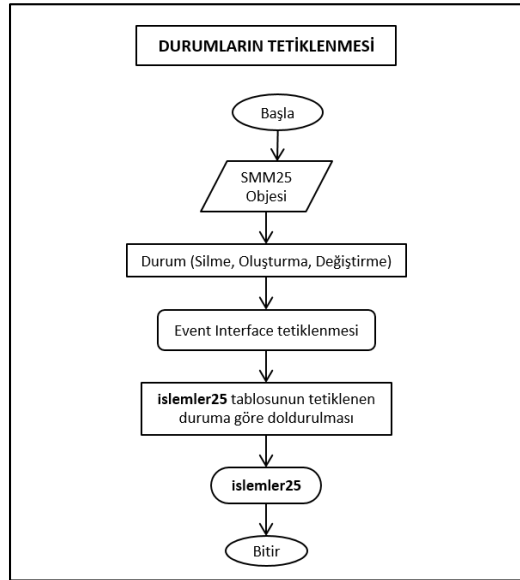 DURUMLARIN TETİKLENMESİ
Başla
SMM25
Objesi
Durum (Silme, Oluşturma, Değiştirme)
Event Interface tetiklenmesi
islemler25 tablosunun tetiklenen
duruma göre doldurulması
islemler25
Bitir